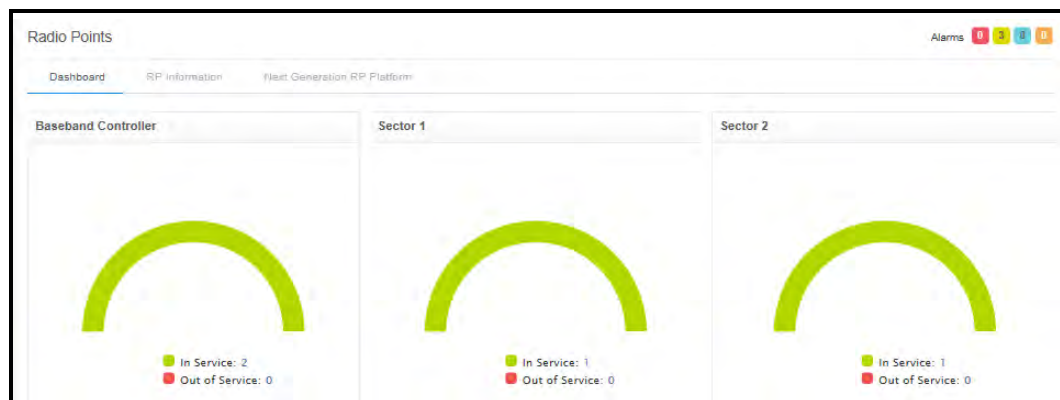 Radio Points
Alarms 0 3 8 0
Dashboard RP Information Next Generation RP Platform
Baseband Controller
Sector 1
Sector 2
In Service: 2
Out of Service: 0
In Service: 1
Out of Service: 0
In Service: 1
Out of Service: 0